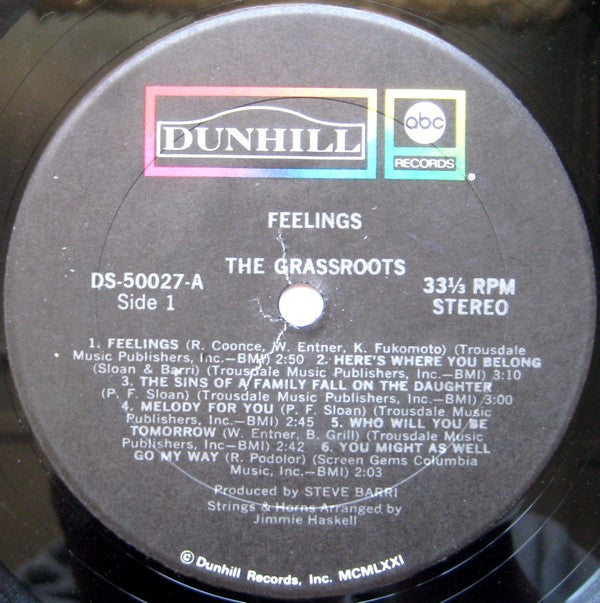 DUNHILL
abc
RECORDS
®
FEELINGS
THE GRASSROOTS
DS-50027-A
Side 1
33⅓ RPM
STEREO
1. FEELINGS (R. Coonce, W. Entner, K. Fukomoto) (Trousdale
Music Publishers, Inc.—BMI) 2:50 2. HERE'S WHERE YOU BELONG
(Sloan & Barri) (Trousdale Music Publishers, Inc.—BMI) 3:10
3. THE SINS OF A FAMILY FALL ON THE DAUGHTER
(P. F. Sloan) (Trousdale Music Publishers, Inc.—BMI) 3:00
4. MELODY FOR YOU (P. F. Sloan) (Trousdale Music
Publishers, Inc.—BMI) 2:45 5. WHO WILL YOU BE
TOMORROW (W. Entner, B. Grill) (Trousdale Music
Publishers, Inc.—BMI) 2:42 6. YOU MIGHT AS WELL
GO MY WAY (R. Podolor) (Screen Gems Columbia
Music, Inc.—BMI) 2:03
Produced by STEVE BARRI
Strings & Horns Arranged by
Jimmie Haskell
© Dunhill Records, Inc. MCMLXXI